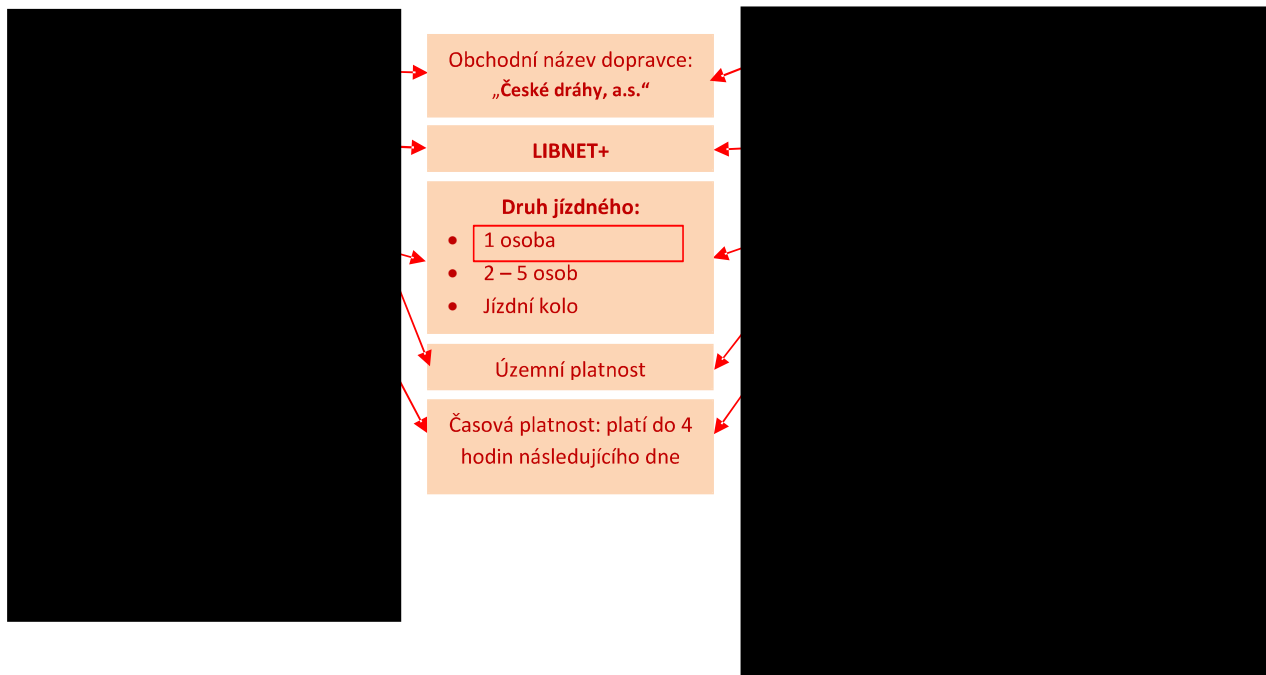 Obchodní název dopravce:
„České dráhy, a.s.“
LIBNET+
Druh jízdného:
• 1 osoba
• 2 – 5 osob
• Jízdní kolo
Územní platnost
Časová platnost: platí do 4
hodin následujícího dne